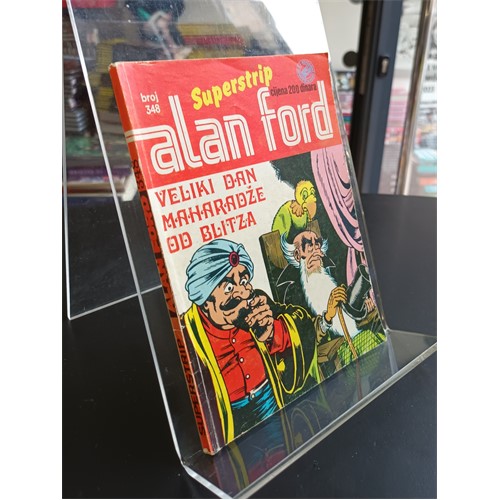 broj
348
Superstrip
cijena 200 dinara
alan ford
VELIKI DAN
MAHARADŽE
OD BLITZA